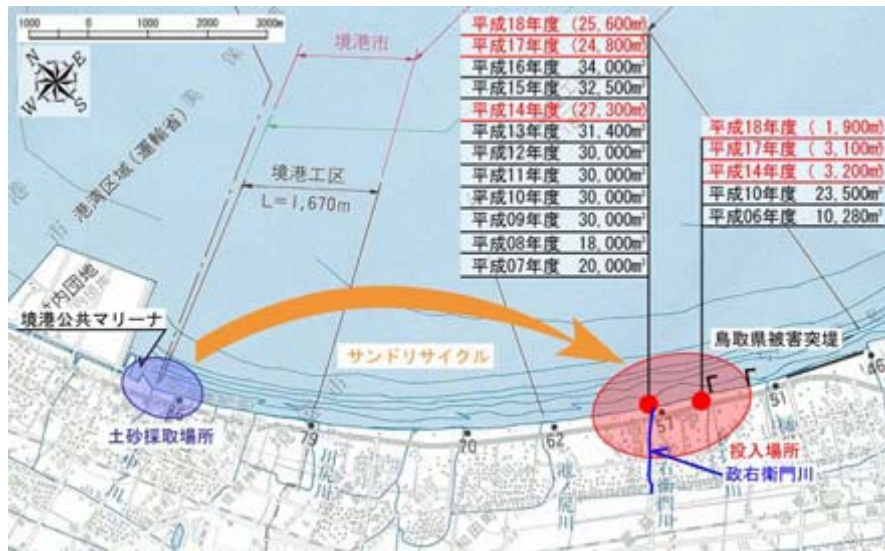 1000 0 1000 2000 3000m
N
E
W
S
境港市
港湾区域(運輸省)
境港工区
L=1,670m
平成18年度 (25,600㎥)
平成17年度 (24,800㎥)
平成16年度 34,000㎥
平成15年度 32,500㎥
平成14年度 (27,300㎥)
平成13年度 31,400㎥
平成12年度 30,000㎥
平成11年度 30,000㎥
平成10年度 30,000㎥
平成09年度 30,000㎥
平成08年度 18,000㎥
平成07年度 20,000㎥
平成18年度 ( 1,900㎥)
平成17年度 ( 3,100㎥)
平成14年度 ( 3,200㎥)
平成10年度 23,500㎥
平成06年度 10,280㎥
竹内団地
境港公共マリーナ
サンドリサイクル
鳥取県被害突堤
土砂採取場所
79
70
62
57
51
46
投入場所
政右衛門川